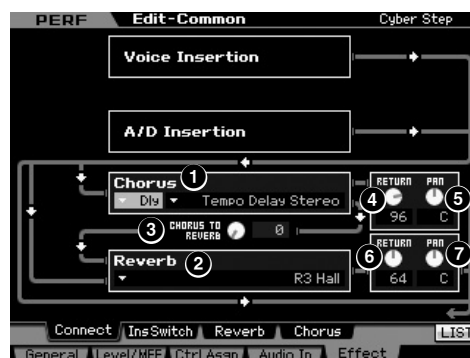 PERF Edit-Common Cyber Step
Voice Insertion
A/D Insertion
1
Chorus
Dly Tempo Delay Stereo
RETURN PAN
4 5
96 C
3 CHORUS TO REVERB 0
2
Reverb
R3 Hall
RETURN PAN
6 7
64 C
Connect InsSwitch Reverb Chorus LIST
General Level/MEF Ctrl Asgn Audio In Effect